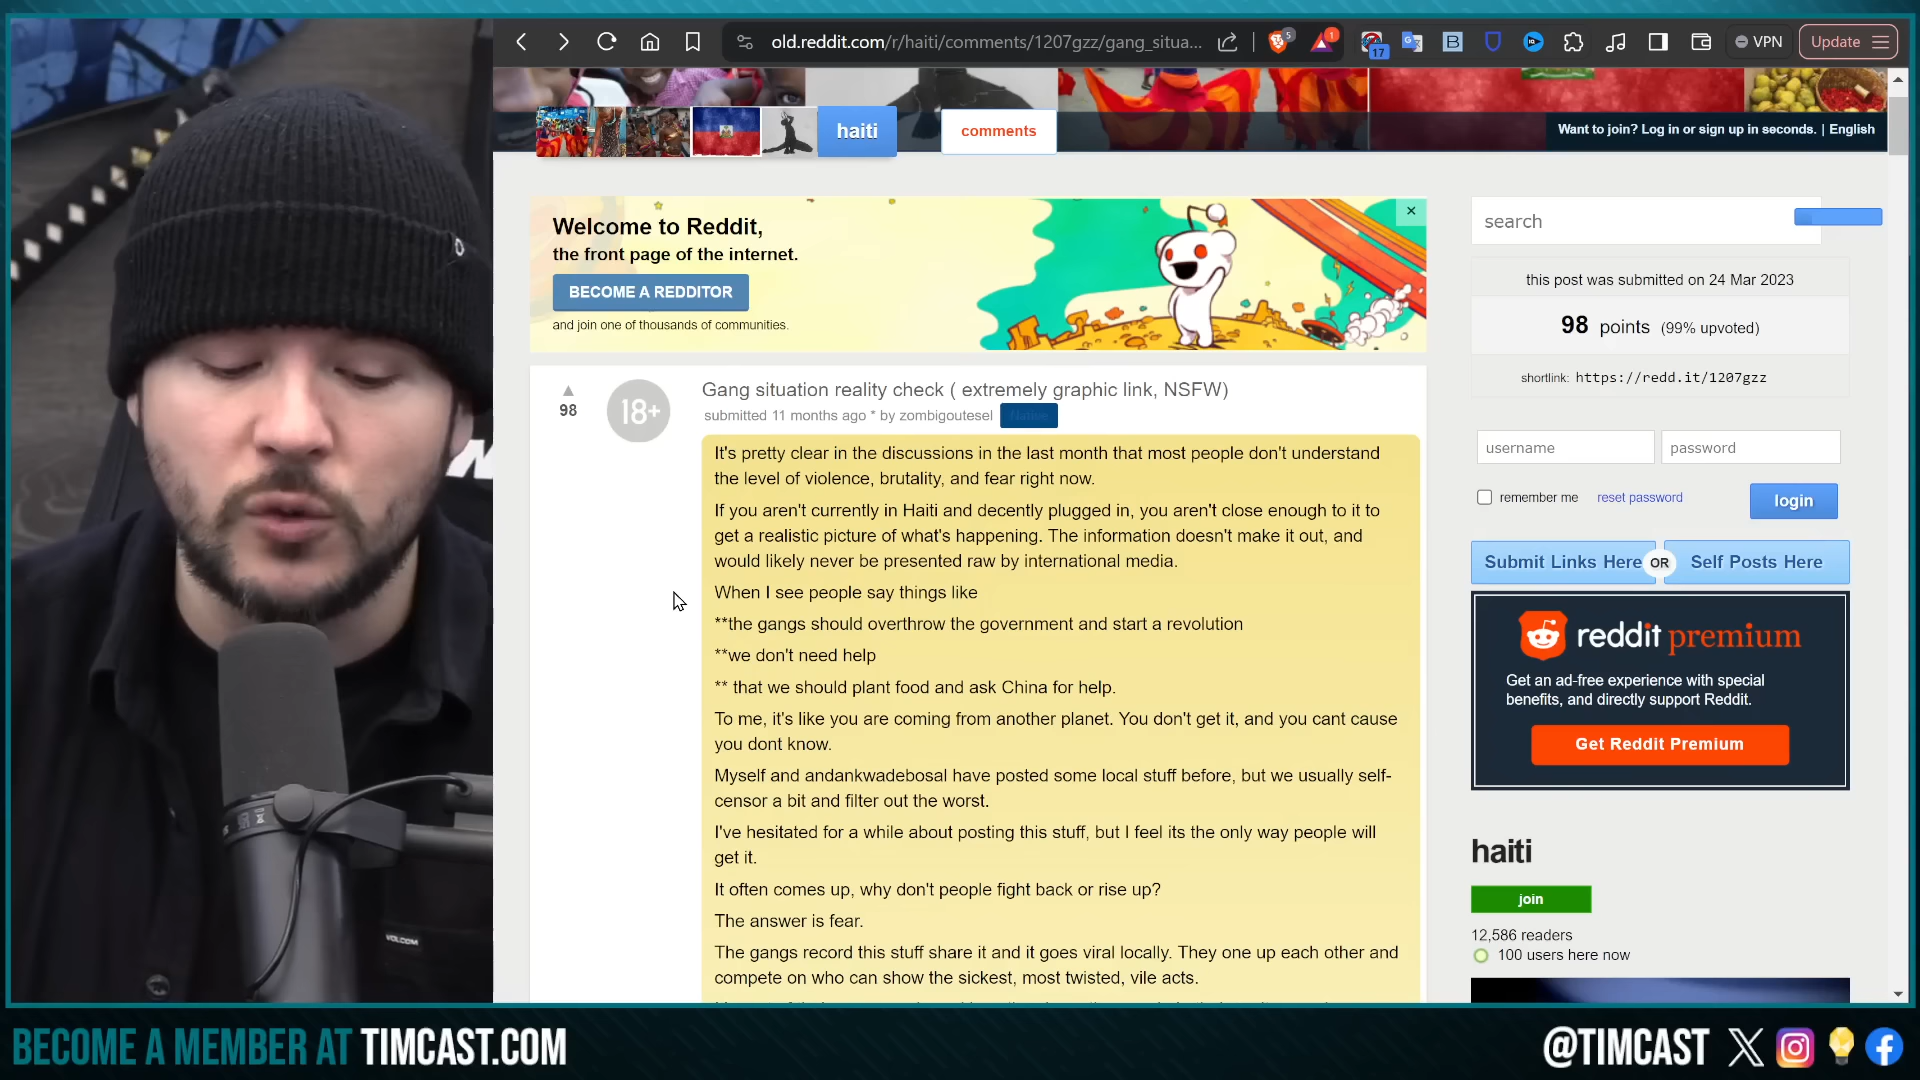 old.reddit.com/r/haiti/comments/1207gzz/gang_situa...
5
1
17
VPN
Update
haiti
comments
Want to join? Log in or sign up in seconds. | English
Welcome to Reddit,
the front page of the internet.
BECOME A REDDITOR
and join one of thousands of communities.
search
this post was submitted on 24 Mar 2023
98 points (99% upvoted)
shortlink: https://redd.it/1207gzz
username
password
remember me
reset password
login
Submit Links Here
OR
Self Posts Here
reddit premium
Get an ad-free experience with special
benefits, and directly support Reddit.
Get Reddit Premium
haiti
join
12,586 readers
100 users here now
98
18+
Gang situation reality check ( extremely graphic link, NSFW)
submitted 11 months ago * by zombigoutesel
Native
It's pretty clear in the discussions in the last month that most people don't understand
the level of violence, brutality, and fear right now.
If you aren't currently in Haiti and decently plugged in, you aren't close enough to it to
get a realistic picture of what's happening. The information doesn't make it out, and
would likely never be presented raw by international media.
When I see people say things like
**the gangs should overthrow the government and start a revolution
**we don't need help
** that we should plant food and ask China for help.
To me, it's like you are coming from another planet. You don't get it, and you cant cause
you dont know.
Myself and andankwadebosal have posted some local stuff before, but we usually self-
censor a bit and filter out the worst.
I've hesitated for a while about posting this stuff, but I feel its the only way people will
get it.
It often comes up, why don't people fight back or rise up?
The answer is fear.
The gangs record this stuff share it and it goes viral locally. They one up each other and
compete on who can show the sickest, most twisted, vile acts.
VOLCOM
BECOME A MEMBER AT TIMCAST.COM
@TIMCAST